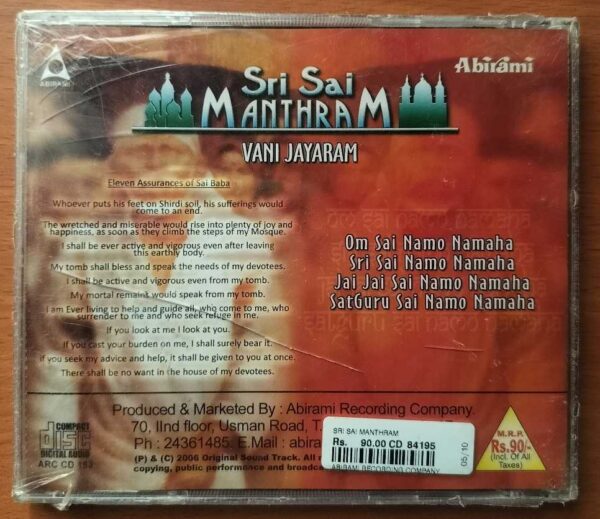 ABIRAMI
Abirami
Sri Sai
MANTHRAM
VANI JAYARAM
Eleven Assurances of Sai Baba
Whoever puts his feet on Shirdi soil, his sufferings would
come to an end.
The wretched and miserable would rise into plenty of joy and
happiness, as soon as they climb the steps of my Mosque.
I shall be ever active and vigorous even after leaving
this earthly body.
My tomb shall bless and speak the needs of my devotees.
I shall be active and vigorous even from my tomb.
My mortal remains would speak from my tomb.
I am Ever living to help and guide all, who come to me, who
surrender to me and who seek refuge in me.
If you look at me I look at you.
If you cast your burden on me, I shall surely bear it.
if you seek my advice and help, it shall be given to you at once.
There shall be no want in the house of my devotees.
Om Sai Namo Namaha
Sri Sai Namo Namaha
Jai Jai Sai Namo Namaha
SatGuru Sai Namo Namaha
Produced & Marketed By : Abirami Recording Company.
70, IInd floor, Usman Road, T.
Ph : 24361485. E.Mail : abira
(P) & (C) 2006 Original Sound Track. All
copying, public performance and broadca
COMPACT
disc
DIGITAL AUDIO
ARC CD
SRI SAI MANTHRAM
Rs. 90.00 CD 84195
ABIRAMI RECORDING COMPANY
05/10
M.R.P.
Rs.90/-
(Incl. Of All
Taxes)